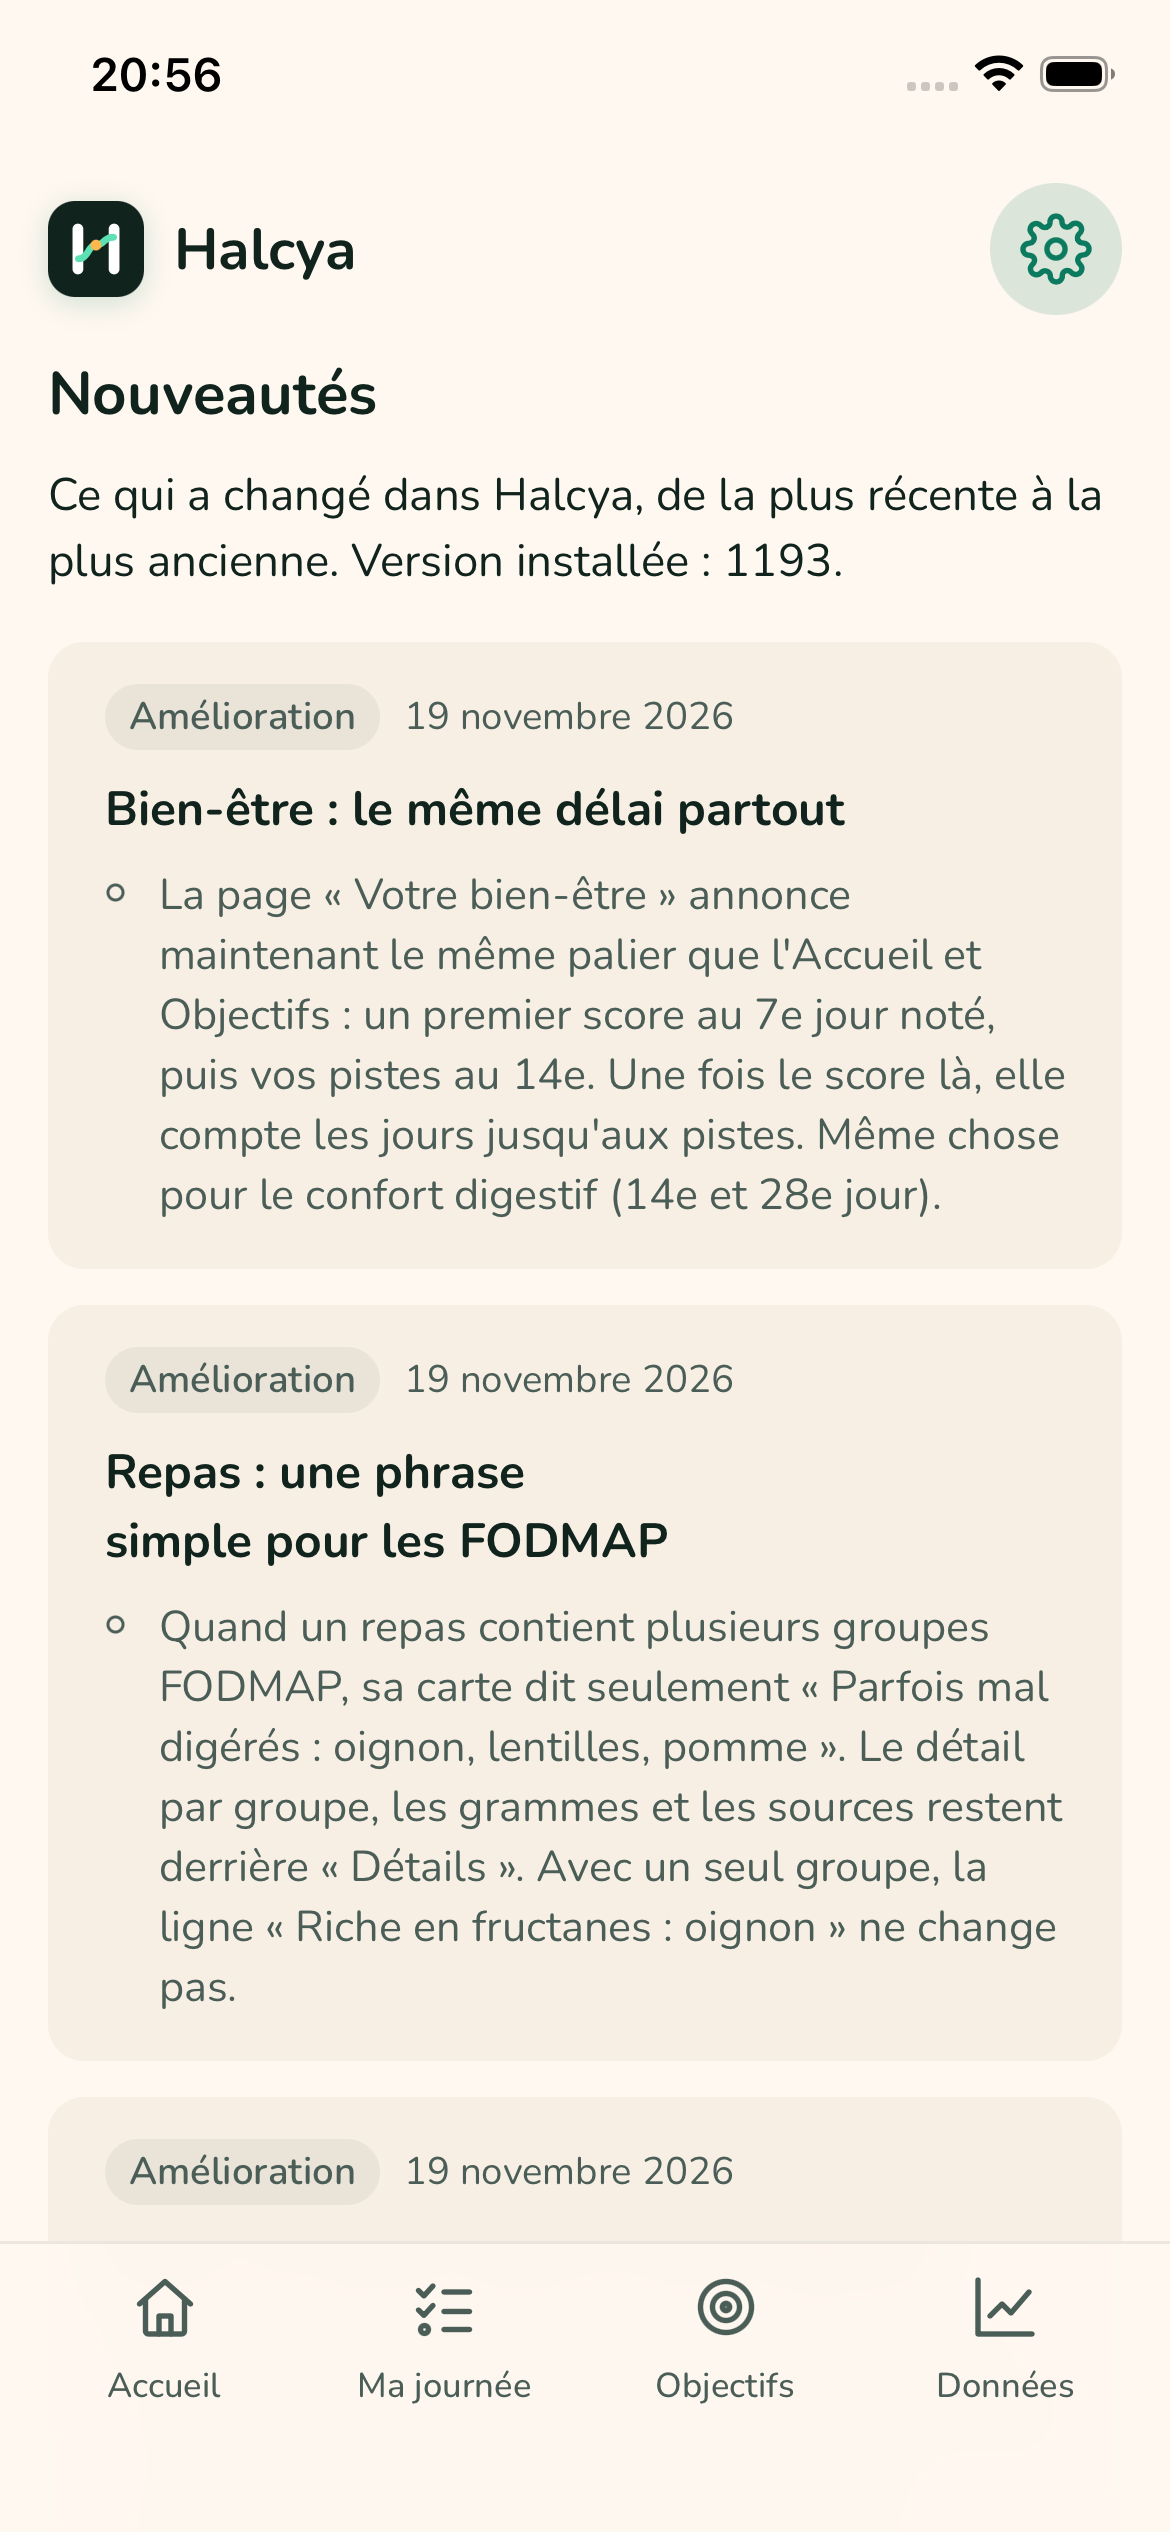 20:56
Halcya
Nouveautés
Ce qui a changé dans Halcya, de la plus récente à la
plus ancienne. Version installée : 1193.
Amélioration 19 novembre 2026
Bien-être : le même délai partout
La page « Votre bien-être » annonce
maintenant le même palier que l'Accueil et
Objectifs : un premier score au 7e jour noté,
puis vos pistes au 14e. Une fois le score là, elle
compte les jours jusqu'aux pistes. Même chose
pour le confort digestif (14e et 28e jour).
Amélioration 19 novembre 2026
Repas : une phrase
simple pour les FODMAP
Quand un repas contient plusieurs groupes
FODMAP, sa carte dit seulement « Parfois mal
digérés : oignon, lentilles, pomme ». Le détail
par groupe, les grammes et les sources restent
derrière « Détails ». Avec un seul groupe, la
ligne « Riche en fructanes : oignon » ne change
pas.
Amélioration 19 novembre 2026
Accueil Ma journée Objectifs Données